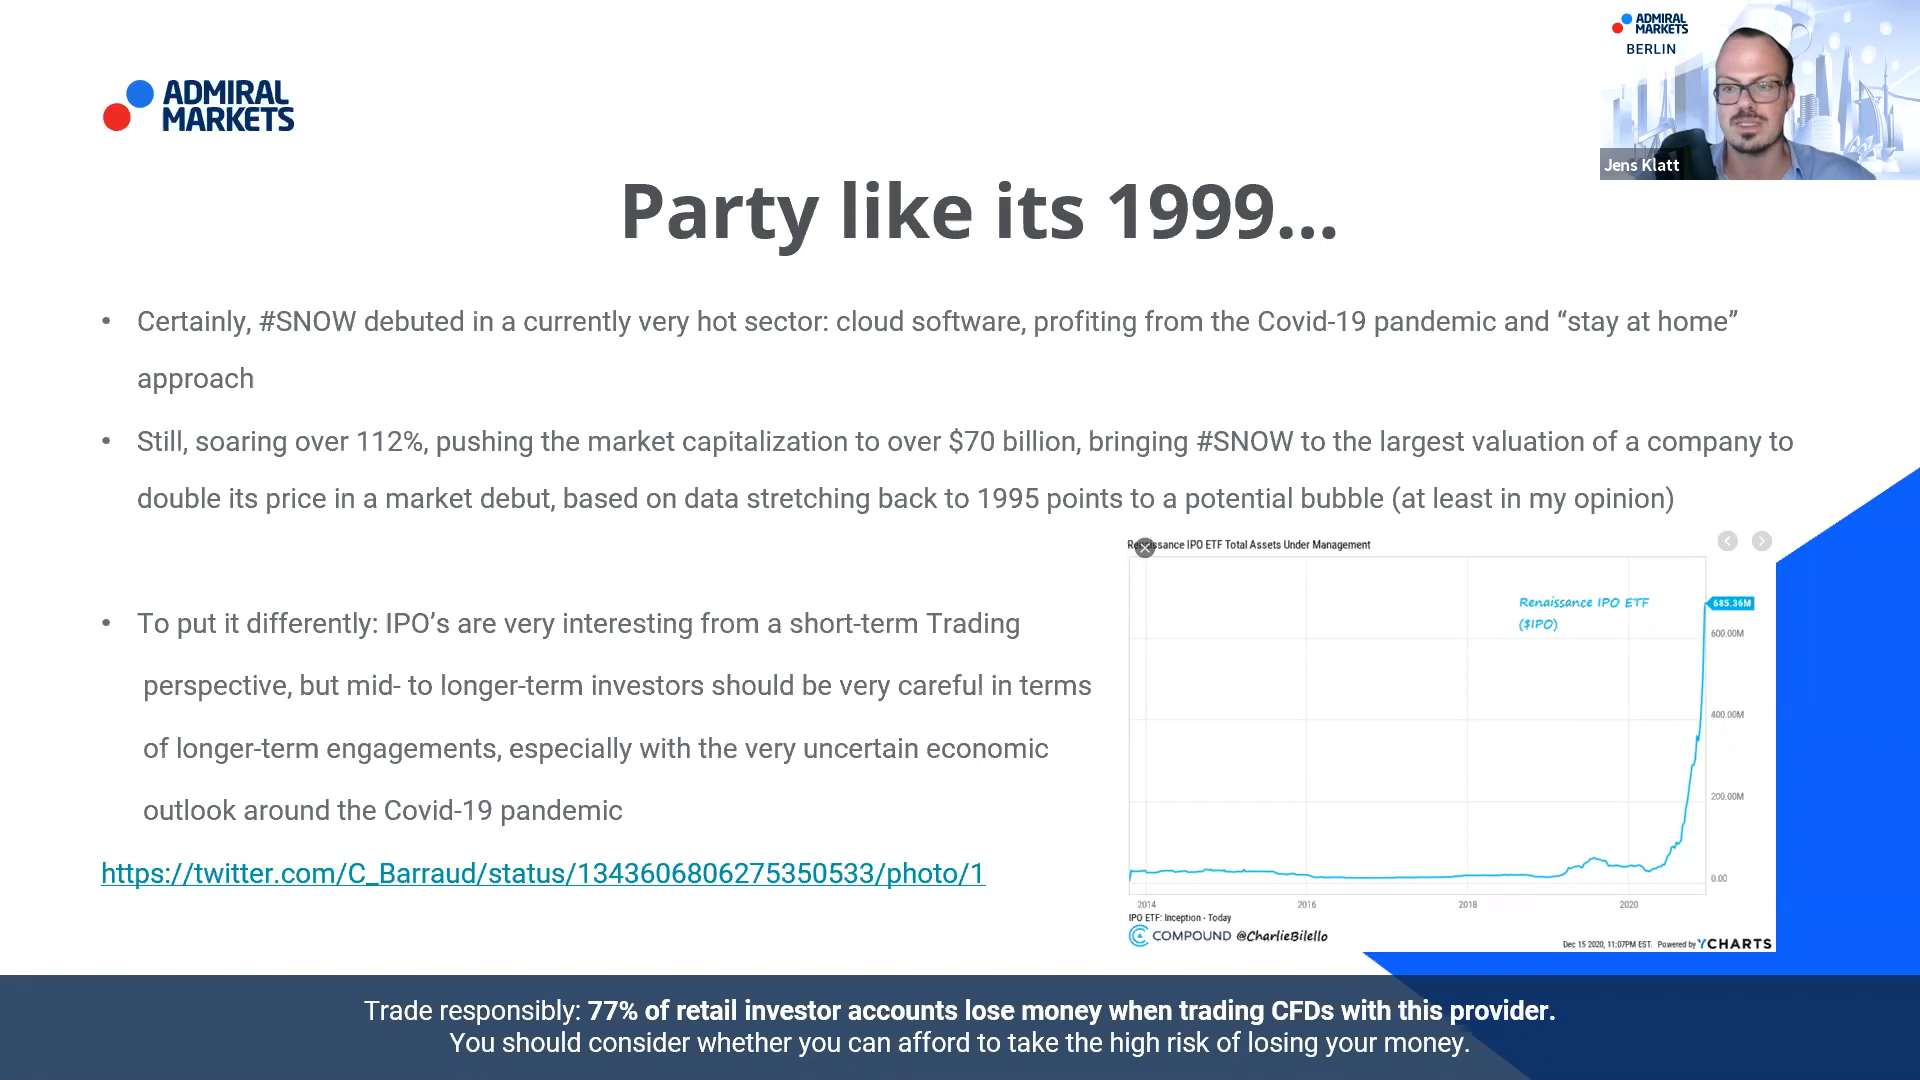 ADMIRAL
MARKETS
BERLIN
Jens Klatt
ADMIRAL
MARKETS
Party like its 1999...
• Certainly, #SNOW debuted in a currently very hot sector: cloud software, profiting from the Covid-19 pandemic and “stay at home”
approach
• Still, soaring over 112%, pushing the market capitalization to over $70 billion, bringing #SNOW to the largest valuation of a company to
double its price in a market debut, based on data stretching back to 1995 points to a potential bubble (at least in my opinion)
• To put it differently: IPO’s are very interesting from a short-term Trading
perspective, but mid- to longer-term investors should be very careful in terms
of longer-term engagements, especially with the very uncertain economic
outlook around the Covid-19 pandemic
https://twitter.com/C_Barraud/status/1343606806275350533/photo/1
Renaissance IPO ETF Total Assets Under Management
Renaissance IPO ETF
($IPO)
685.36M
600.00M
400.00M
200.00M
0.00
2014 2016 2018 2020
IPO ETF: Inception - Today
COMPOUND @CharlieBilello
Dec 15 2020, 11:07PM EST. Powered by YCHARTS
Trade responsibly: 77% of retail investor accounts lose money when trading CFDs with this provider.
You should consider whether you can afford to take the high risk of losing your money.